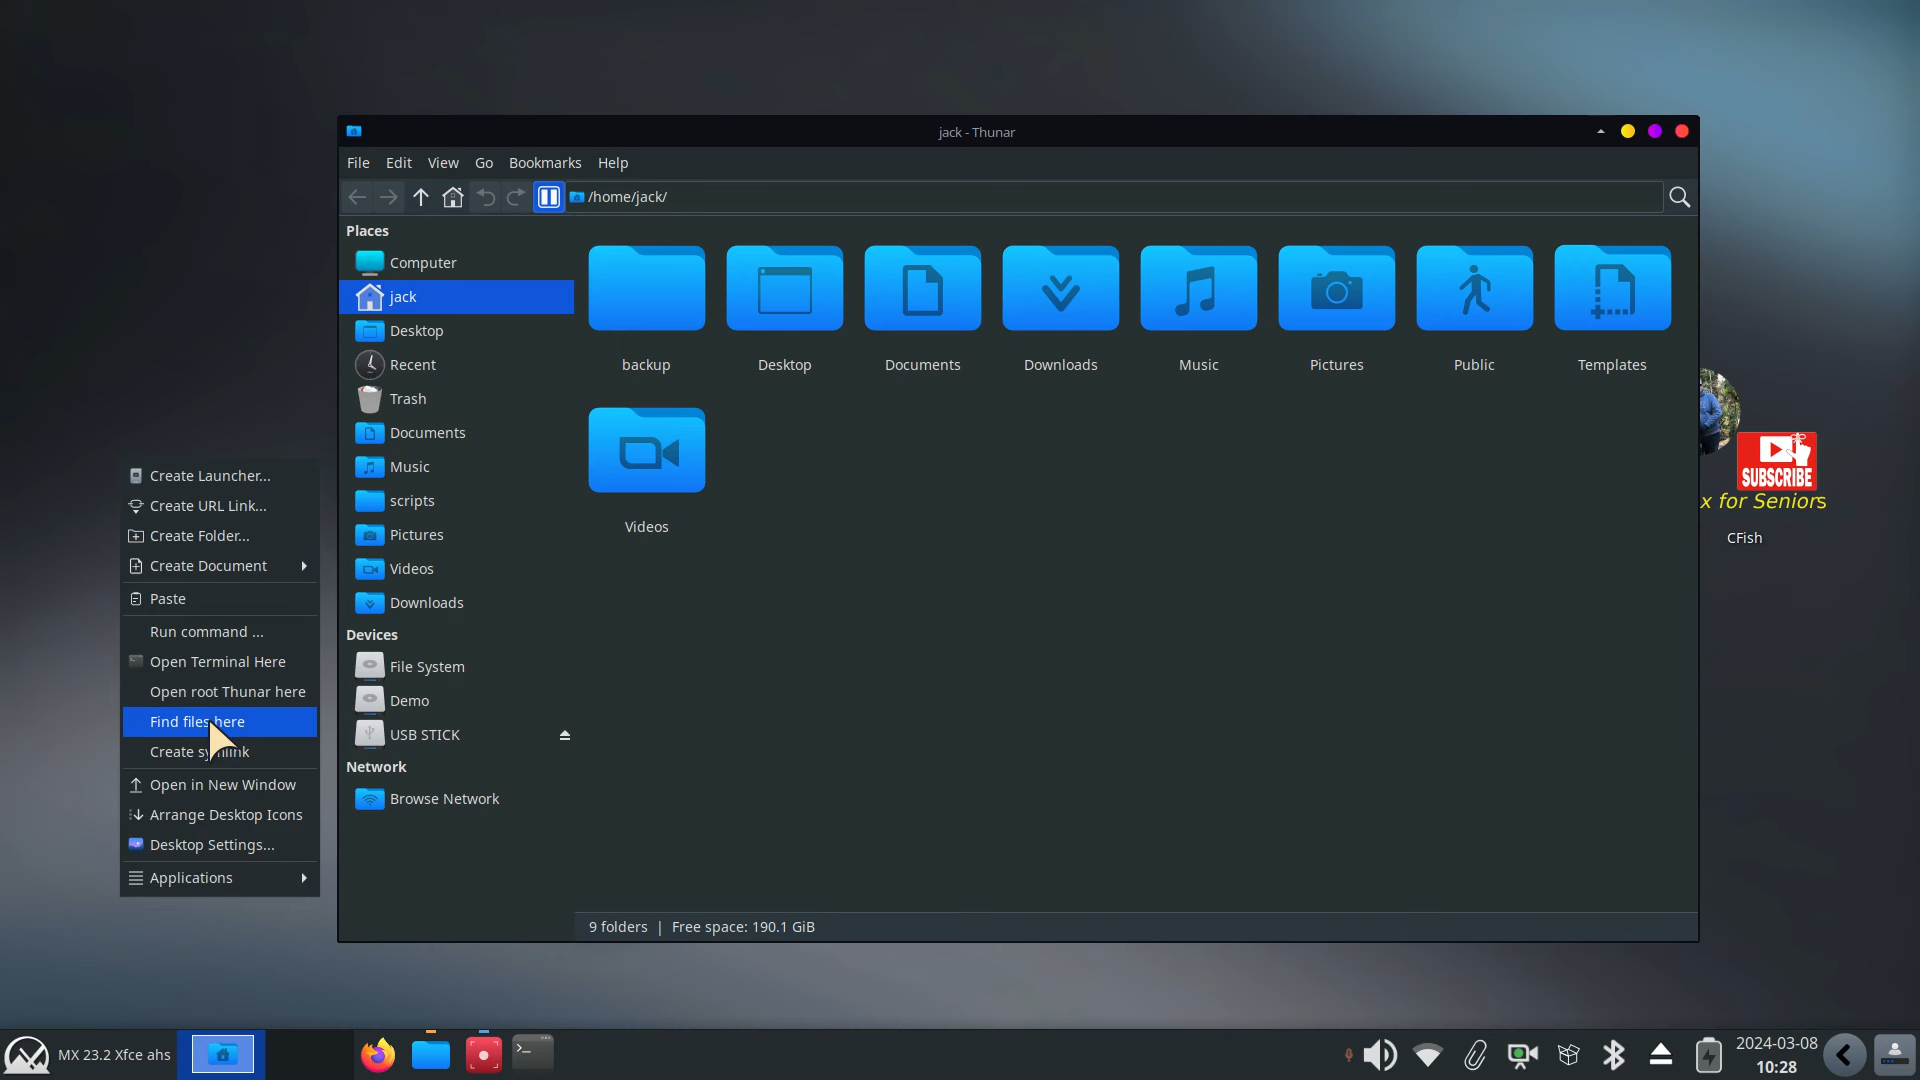 jack - Thunar
File Edit View Go Bookmarks Help
/home/jack/
Places
Computer
jack
Desktop
Recent
Trash
Documents
Music
scripts
Pictures
Videos
Downloads
Devices
File System
Demo
USB STICK
Network
Browse Network
backup
Desktop
Documents
Downloads
Music
Pictures
Public
Templates
Videos
9 folders | Free space: 190.1 GiB
Create Launcher...
Create URL Link...
Create Folder...
Create Document
Paste
Run command ...
Open Terminal Here
Open root Thunar here
Find files here
Create symlink
Open in New Window
Arrange Desktop Icons
Desktop Settings...
Applications
SUBSCRIBE
x for Seniors
CFish
MX 23.2 Xfce ahs
2024-03-08
10:28